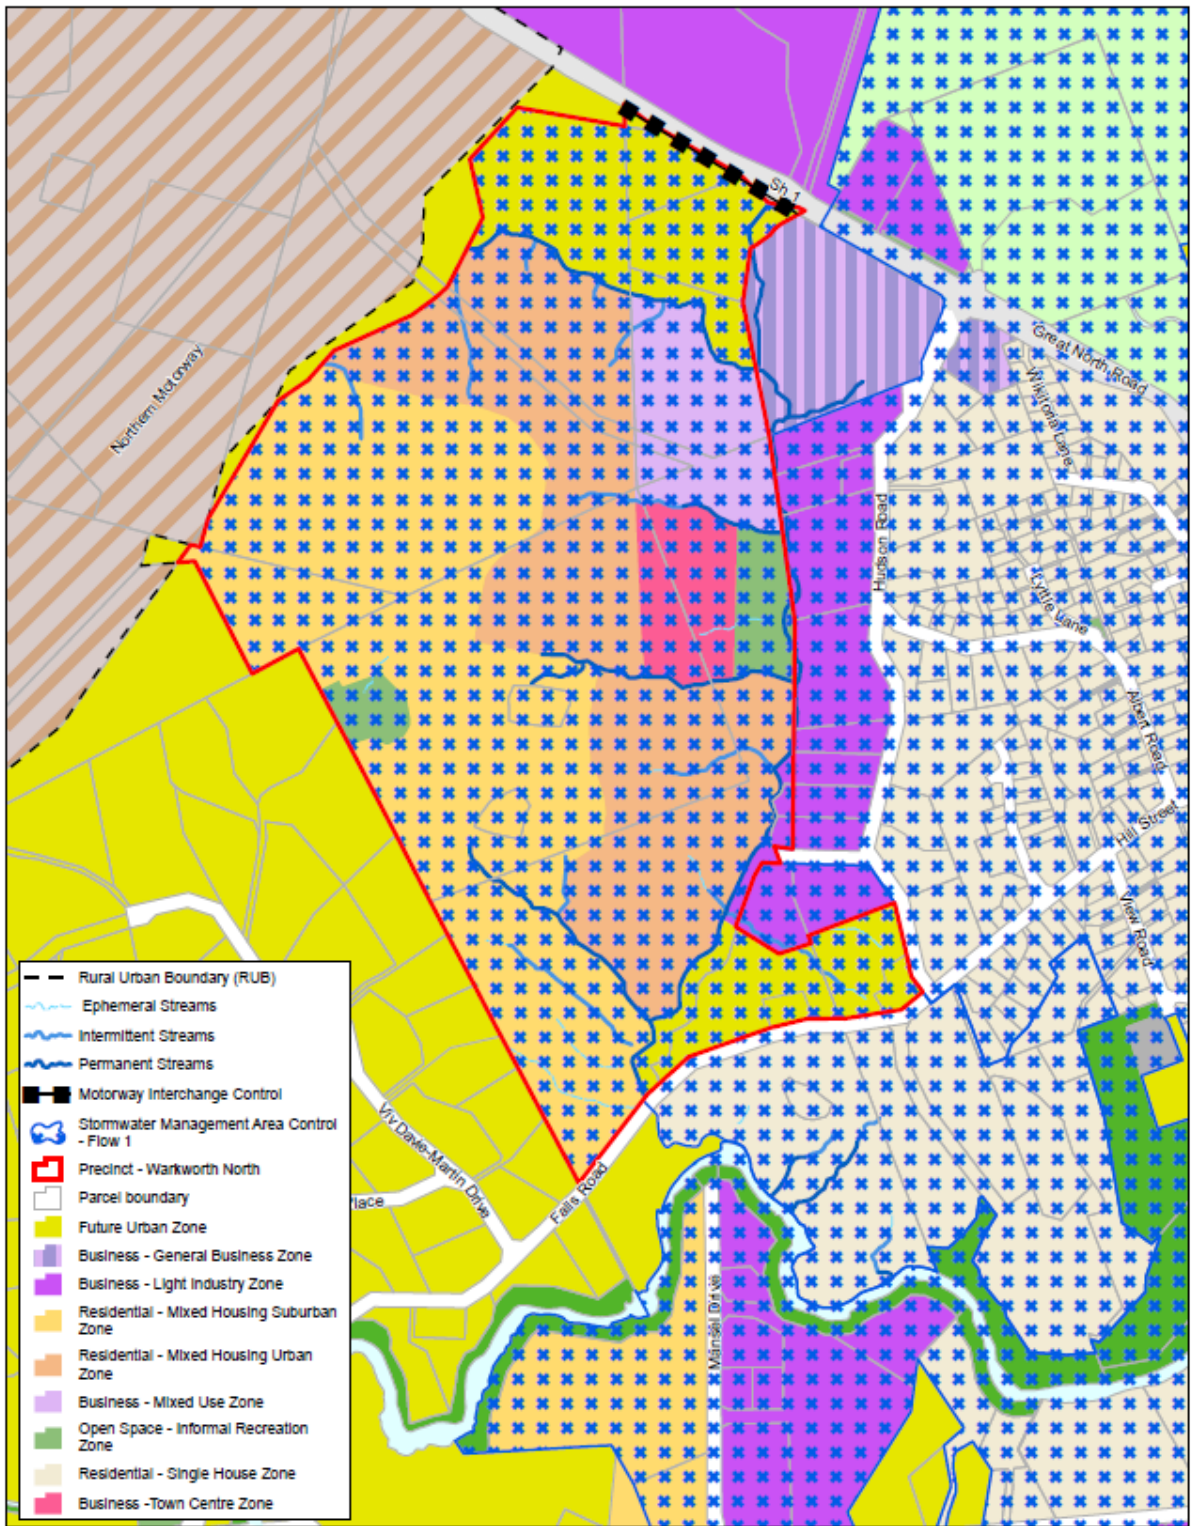 Sh 1
Great North Road
Wikitoria Lane
Northern Motorway
Hudson Road
Lyttle Lane
Albert Road
Hill Street
View Road
Viv Davie-Martin Drive
Place
Falls Road
Mansel Drive
Rural Urban Boundary (RUB)
Ephemeral Streams
Intermittent Streams
Permanent Streams
Motorway Interchange Control
Stormwater Management Area Control
- Flow 1
Precinct - Warkworth North
Parcel boundary
Future Urban Zone
Business - General Business Zone
Business - Light Industry Zone
Residential - Mixed Housing Suburban
Zone
Residential - Mixed Housing Urban
Zone
Business - Mixed Use Zone
Open Space - Informal Recreation
Zone
Residential - Single House Zone
Business -Town Centre Zone